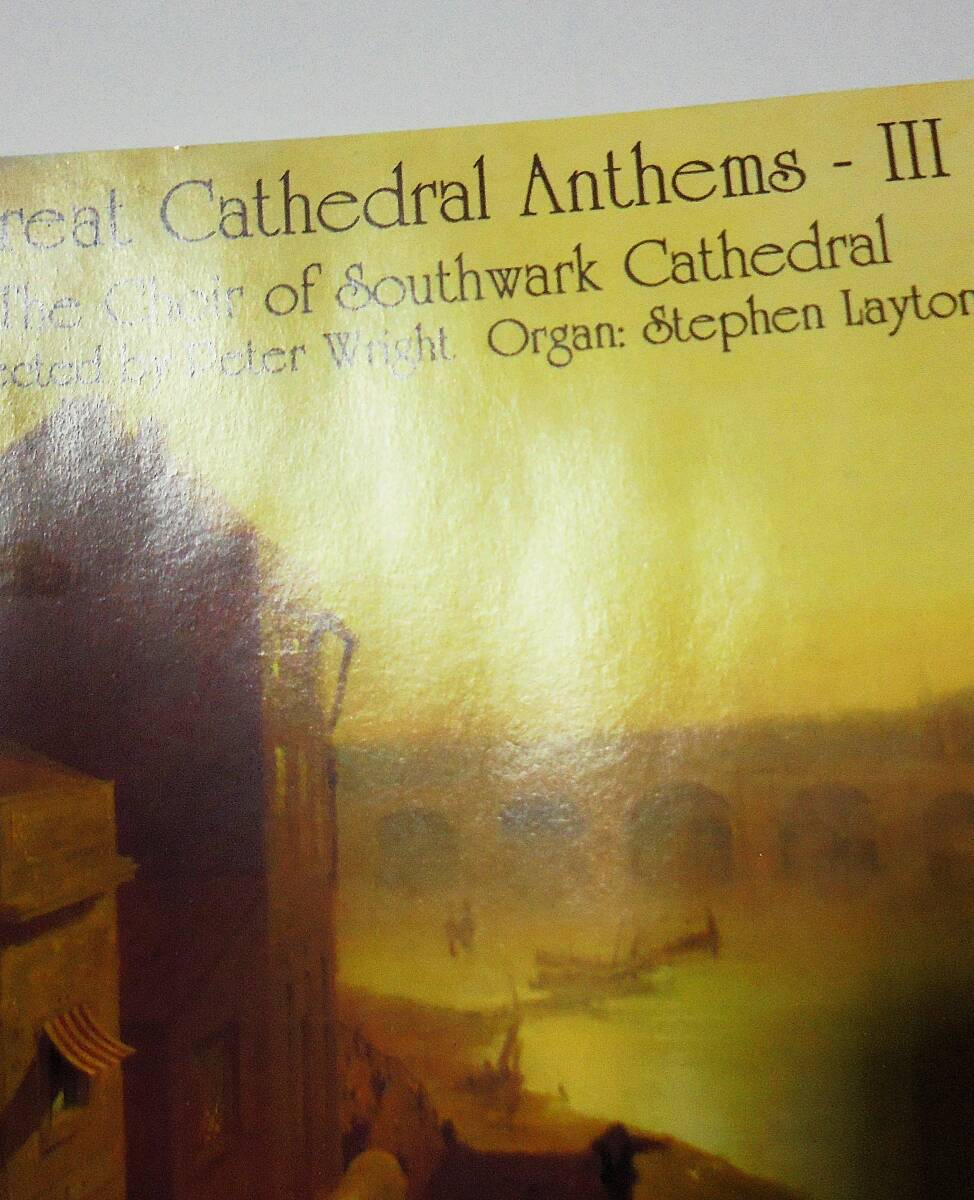 reat Cathedral Anthems - III
The Choir of Southwark Cathedral
ected by Peter Wright. Organ: Stephen Layton